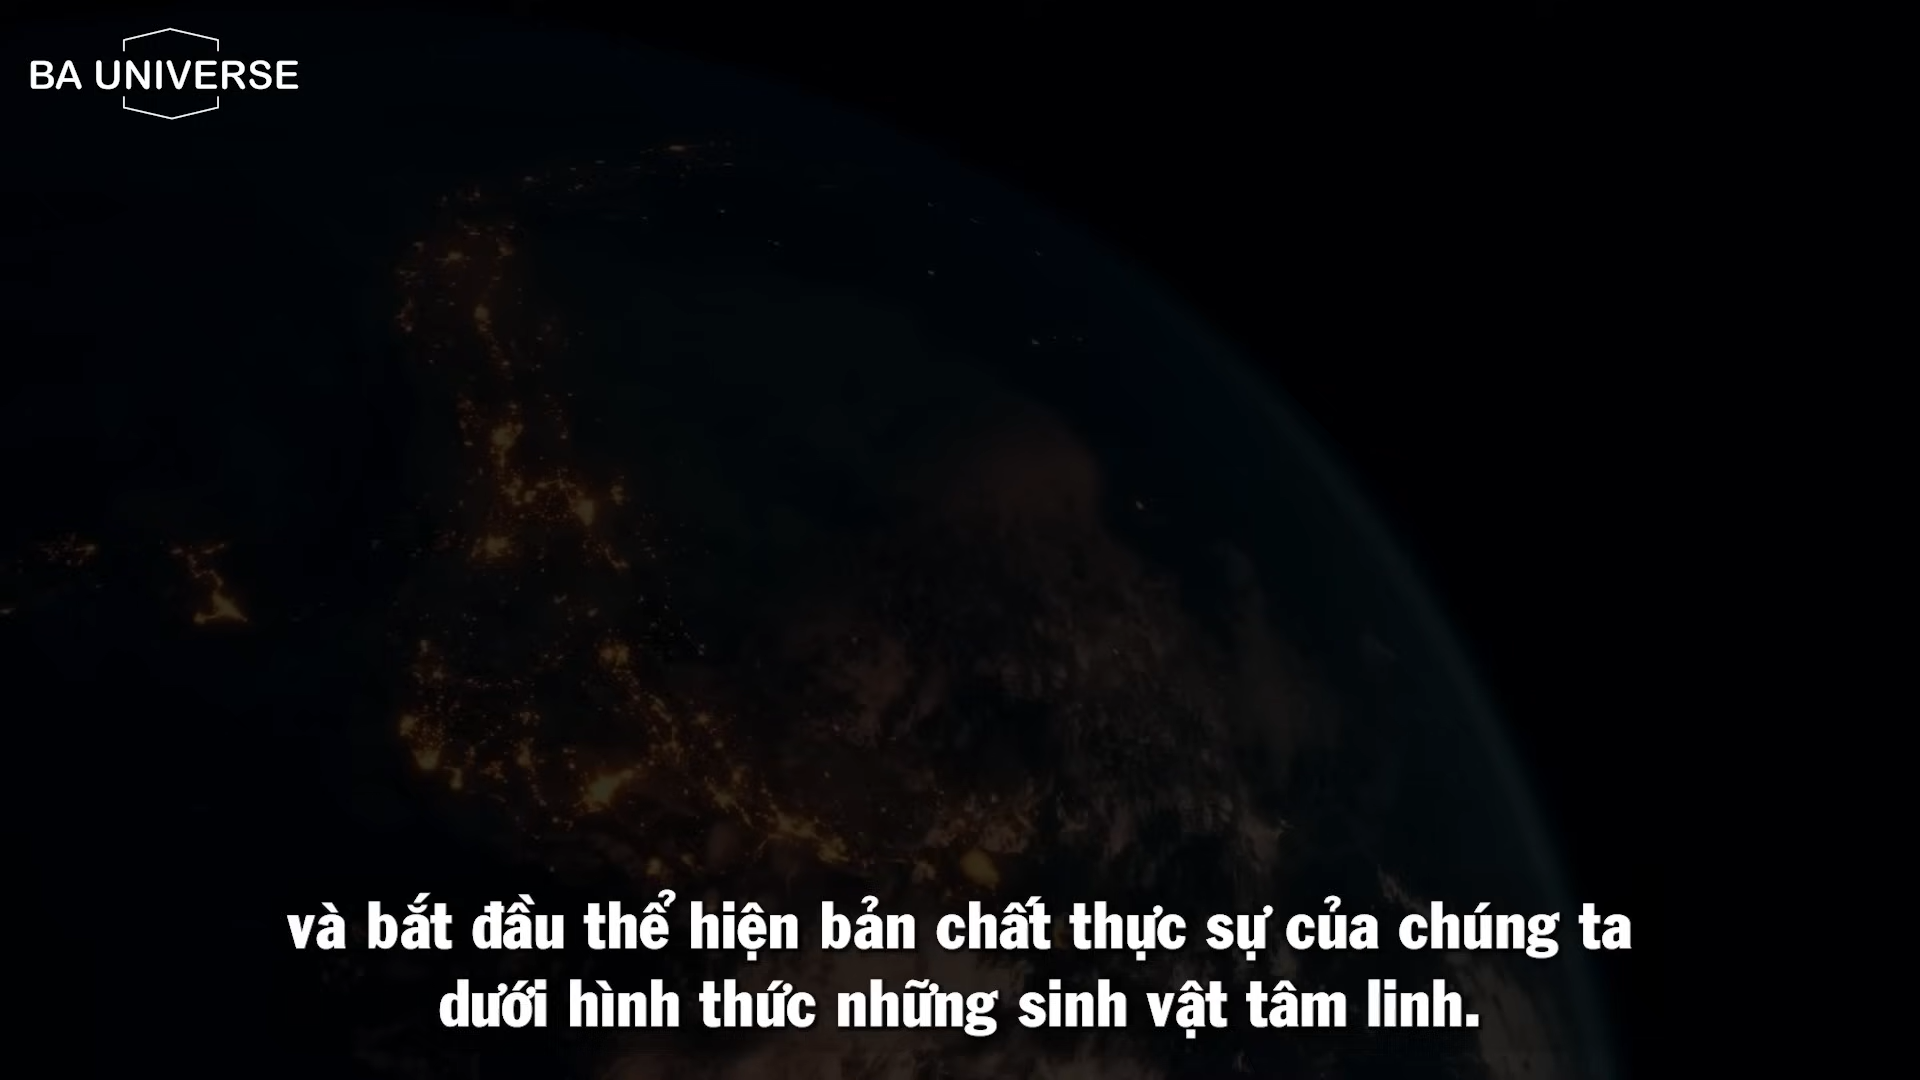 BA UNIVERSE
và bắt đầu thể hiện bản chất thực sự của chúng ta
dưới hình thức những sinh vật tâm linh.